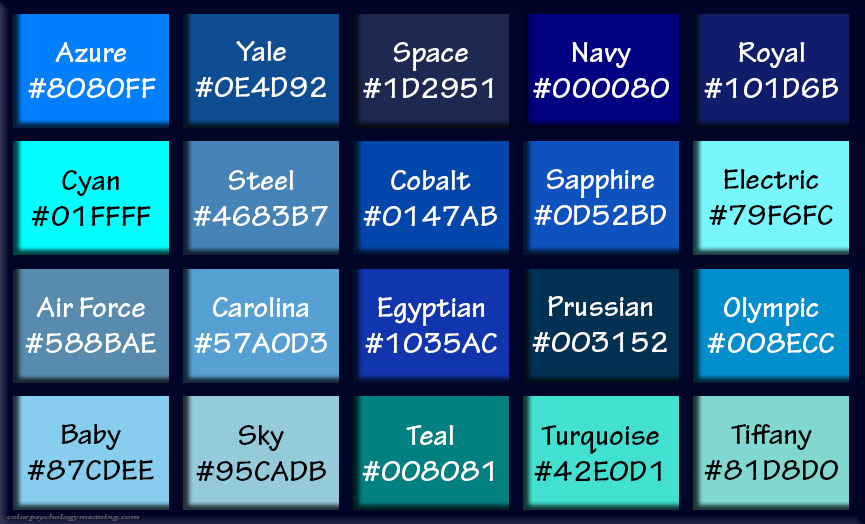 Azure
#8080FF
Yale
#0E4D92
Space
#1D2951
Navy
#000080
Royal
#101D6B
Cyan
#01FFFF
Steel
#4683B7
Cobalt
#0147AB
Sapphire
#0D52BD
Electric
#79F6FC
Air Force
#588BAE
Carolina
#57A0D3
Egyptian
#1035AC
Prussian
#003152
Olympic
#008ECC
Baby
#87CDEE
Sky
#95CADB
Teal
#008081
Turquoise
#42E0D1
Tiffany
#81D8D0
colorpsychologymeaning.com